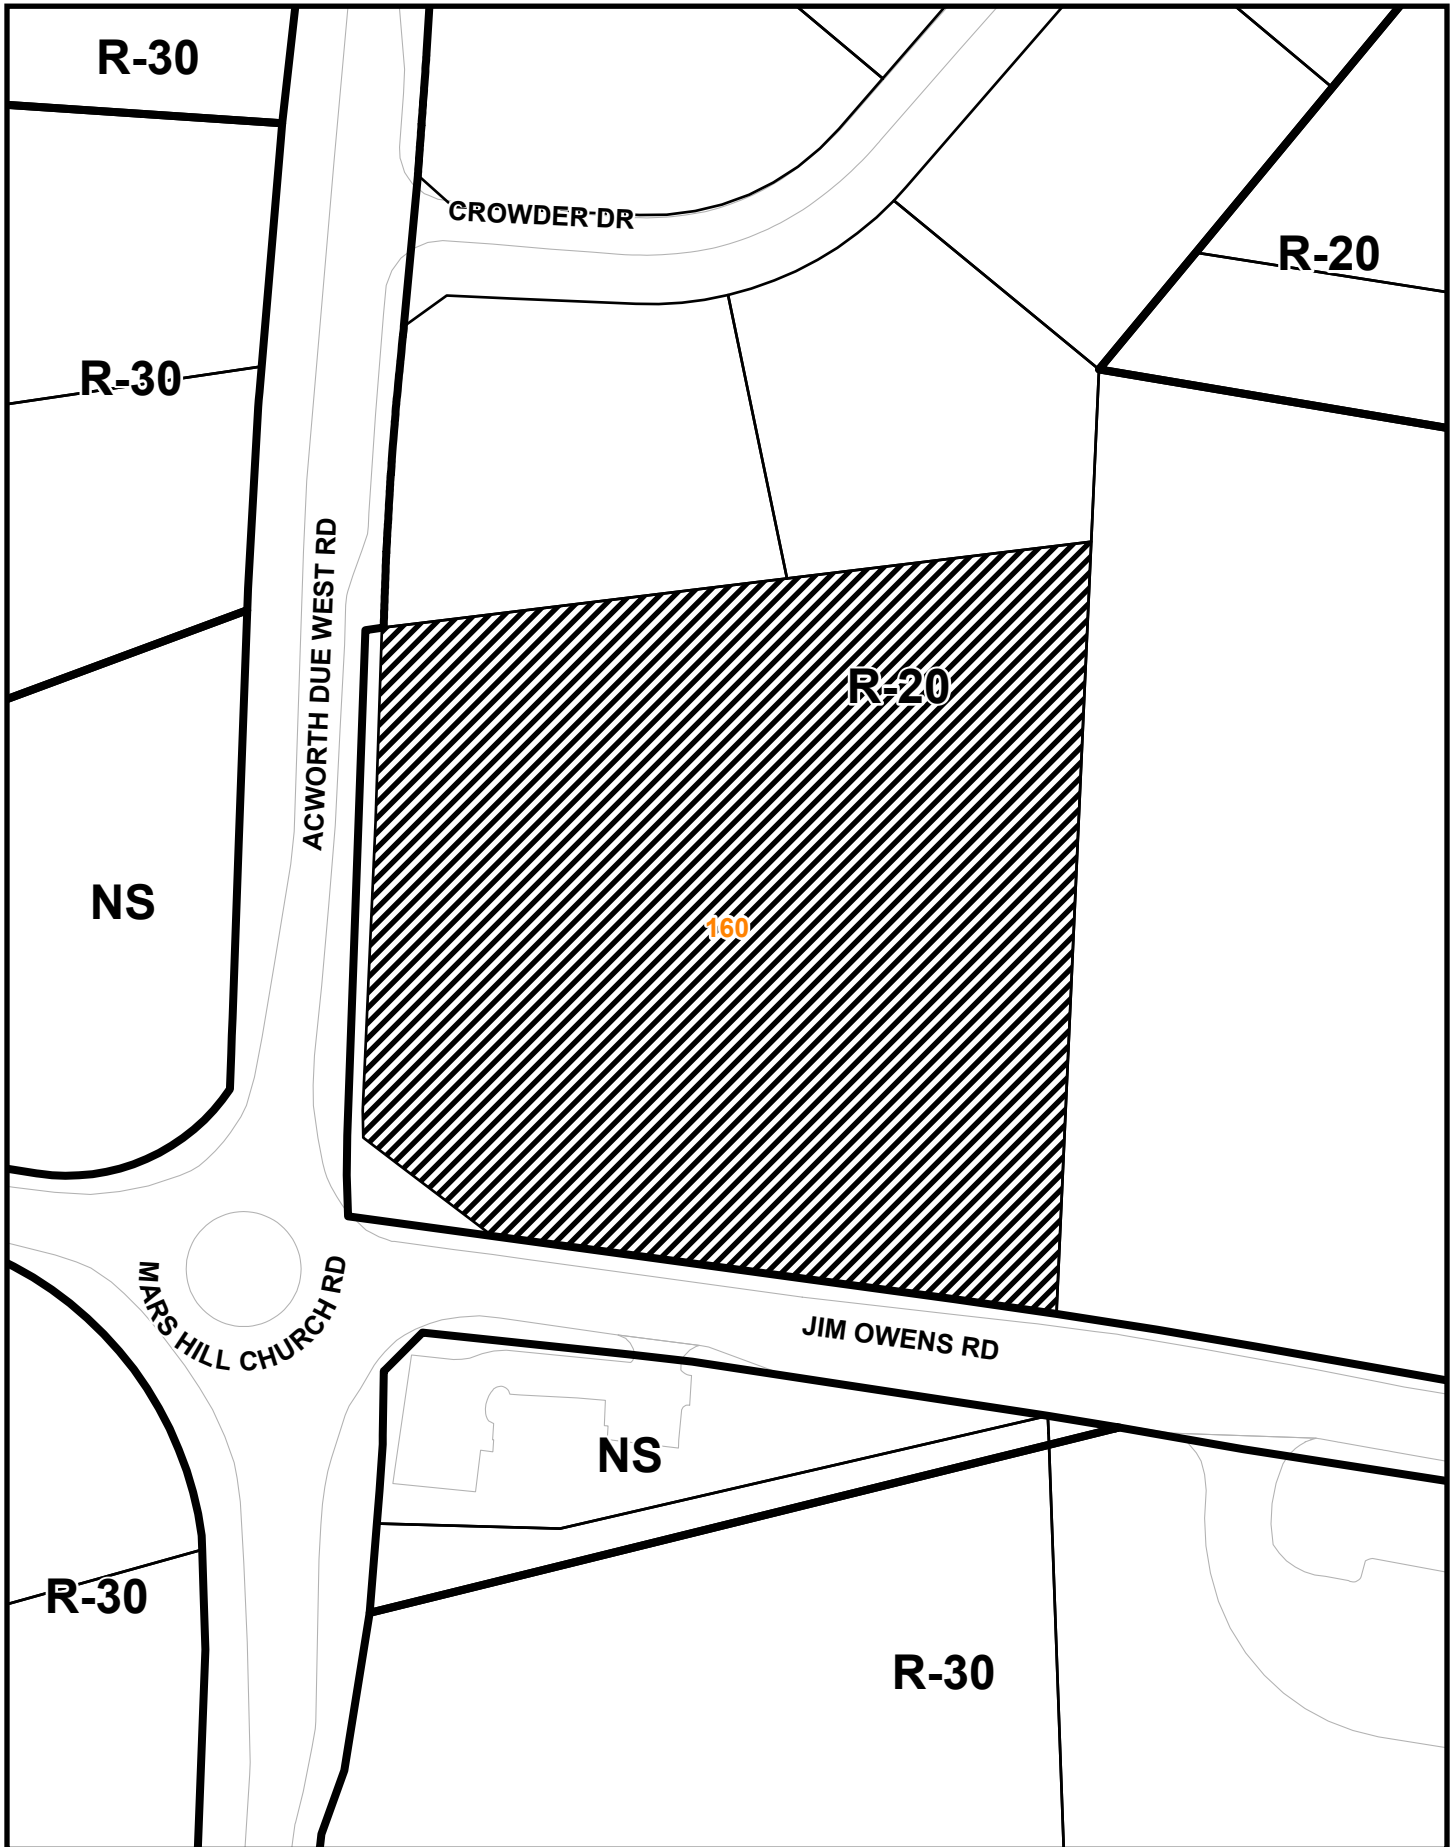 R-30
CROWDER DR
R-20
R-30
ACWORTH DUE WEST RD
R-20
NS
160
MARS HILL CHURCH RD
JIM OWENS RD
NS
R-30
R-30